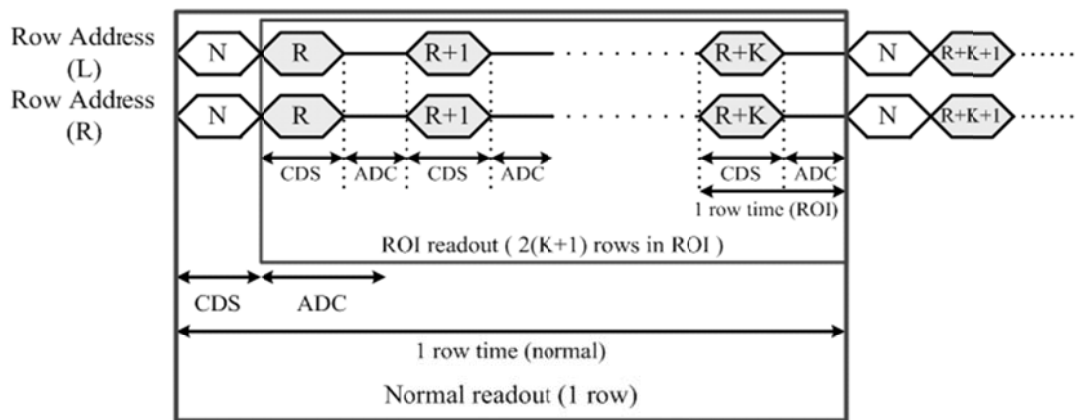 Row Address
(L)
N R R+1 R+K N R+K+1
Row Address
(R)
N R R+1 R+K N R+K+1
CDS ADC CDS ADC CDS ADC
1 row time (ROI)
ROI readout ( 2(K+1) rows in ROI )
CDS ADC
1 row time (normal)
Normal readout (1 row)